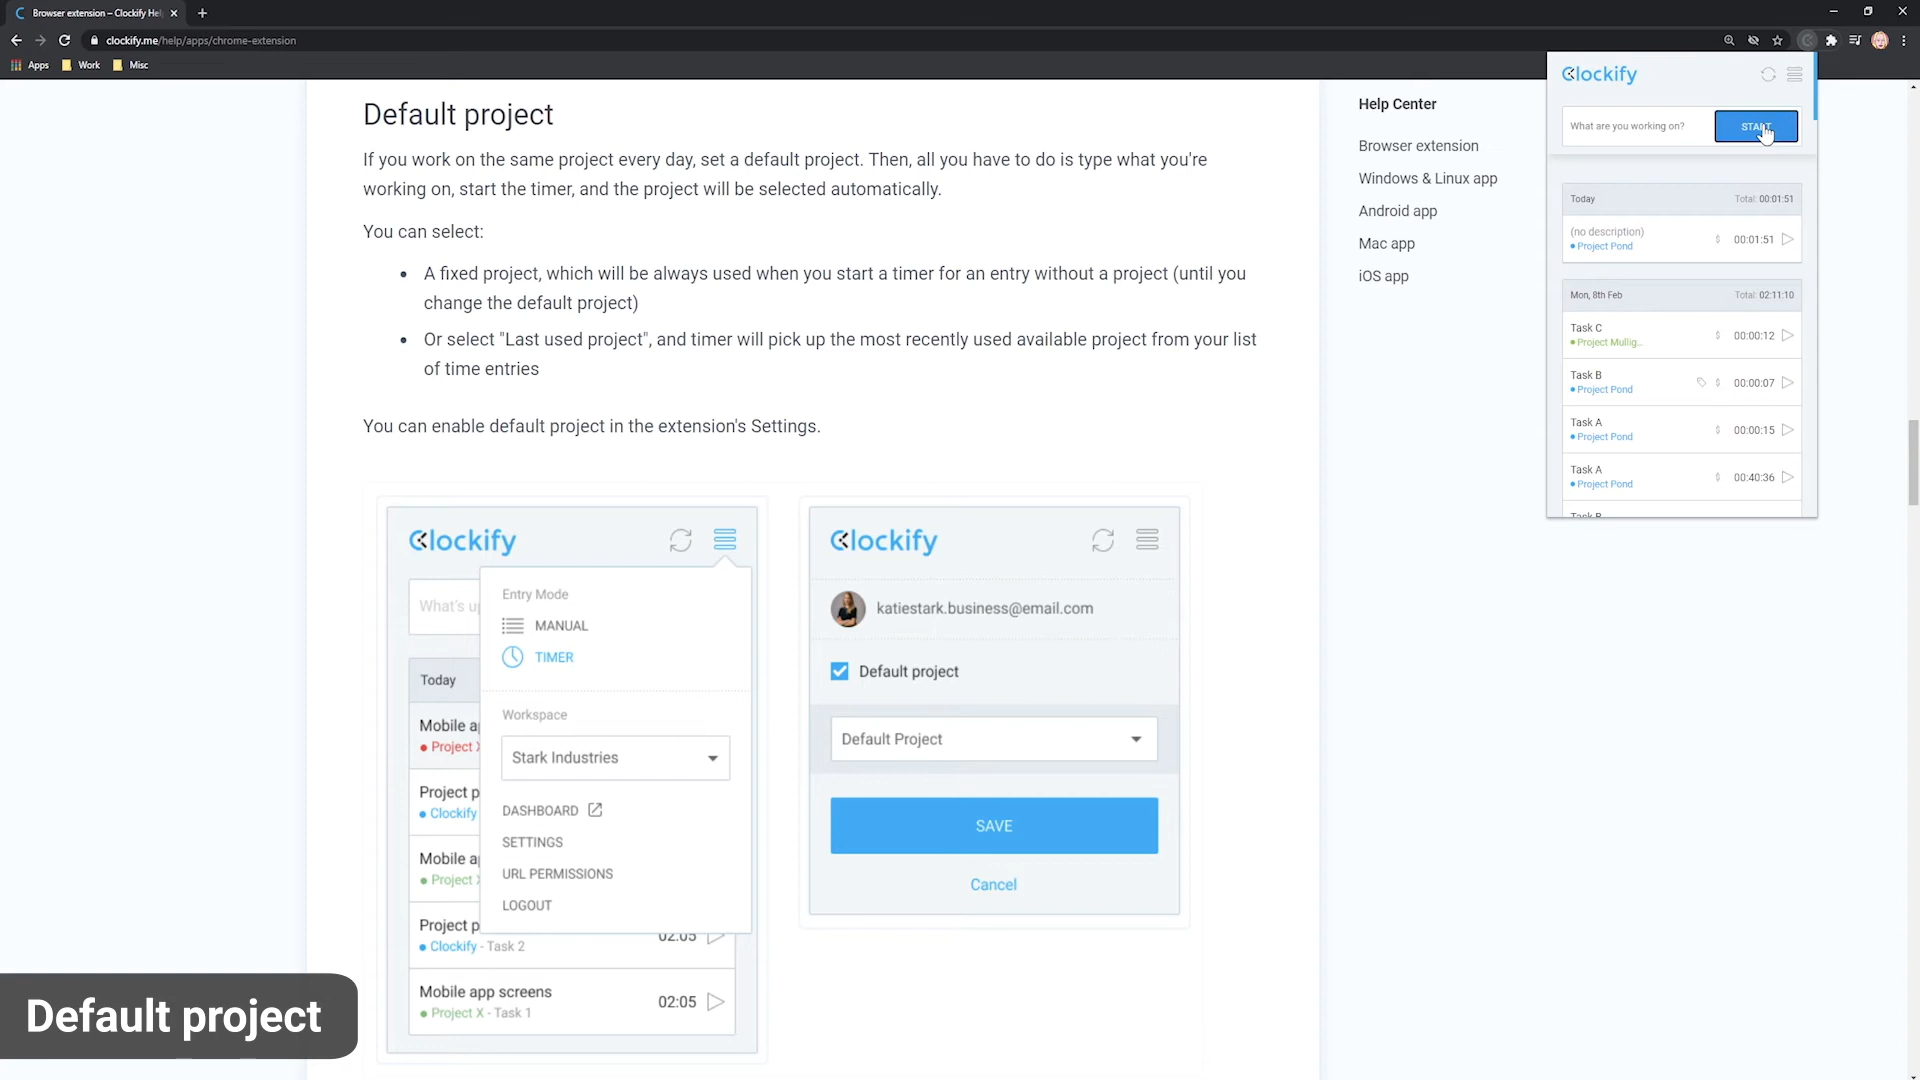 Browser extension – Clockify Hel
clockify.me/help/apps/chrome-extension
Apps Work Misc
Default project
If you work on the same project every day, set a default project. Then, all you have to do is type what you're
working on, start the timer, and the project will be selected automatically.
You can select:
• A fixed project, which will be always used when you start a timer for an entry without a project (until you
change the default project)
• Or select "Last used project", and timer will pick up the most recently used available project from your list
of time entries
You can enable default project in the extension's Settings.
Clockify
What's u
Entry Mode
MANUAL
TIMER
Workspace
Stark Industries
DASHBOARD
SETTINGS
URL PERMISSIONS
LOGOUT
Today
Mobile a
• Project X
Project p
• Clockify
Mobile a
• Project X
Project p
• Clockify - Task 2
02:05
Mobile app screens
• Project X - Task 1
02:05
Clockify
katiestark.business@email.com
Default project
Default Project
SAVE
Cancel
Help Center
Browser extension
Windows & Linux app
Android app
Mac app
iOS app
Clockify
What are you working on?
START
Today Total: 00:01:51
(no description)
• Project Pond
$ 00:01:51
Mon, 8th Feb Total: 02:11:10
Task C
• Project Mullig...
$ 00:00:12
Task B
• Project Pond
$ 00:00:07
Task A
• Project Pond
$ 00:00:15
Task A
• Project Pond
$ 00:40:36
Task B
Default project